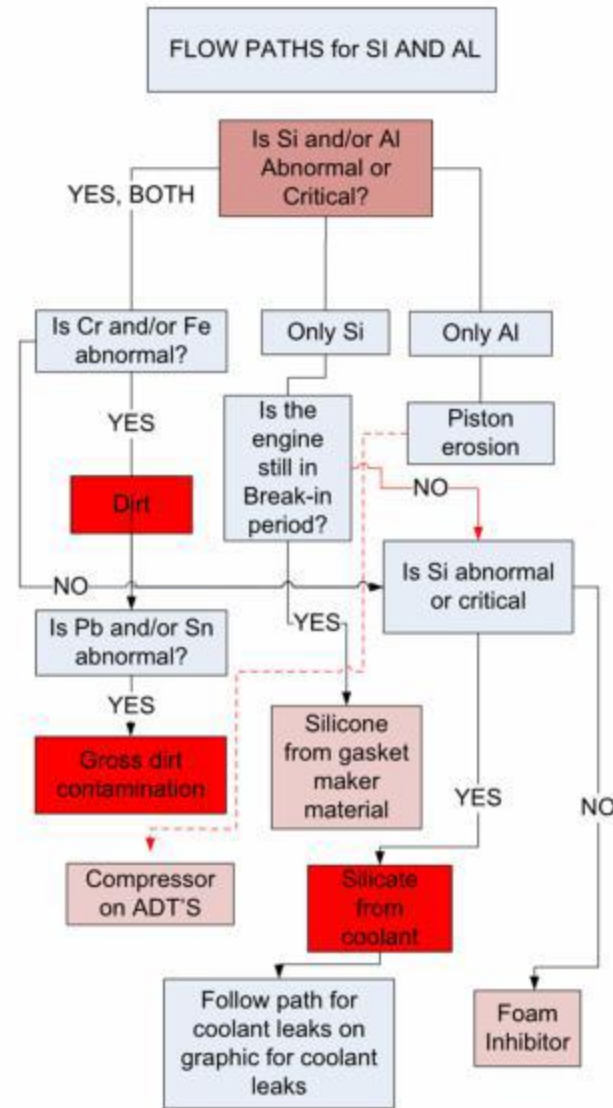 FLOW PATHS for SI AND AL
Is Si and/or Al
Abnormal or
Critical?
YES, BOTH
Is Cr and/or Fe
abnormal?
Only Si
Only Al
YES
Is the
engine
still in
Break-in
period?
Piston
erosion
NO
Dirt
Is Si abnormal
or critical
NO
Is Pb and/or Sn
abnormal?
YES
YES
Silicone
from gasket
maker
material
Gross dirt
contamination
YES
NO
Compressor
on ADT'S
Silicate
from
coolant
Follow path for
coolant leaks on
graphic for coolant
leaks
Foam
Inhibitor